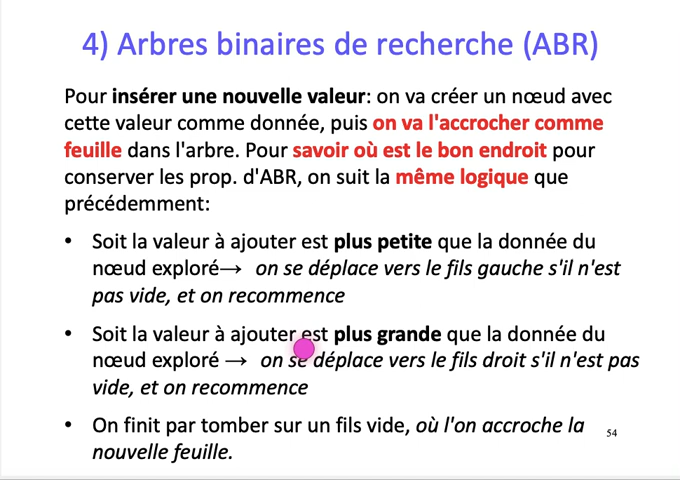 4) Arbres binaires de recherche (ABR)
Pour insérer une nouvelle valeur: on va créer un nœud avec
cette valeur comme donnée, puis on va l'accrocher comme
feuille dans l'arbre. Pour savoir où est le bon endroit pour
conserver les prop. d'ABR, on suit la même logique que
précédemment:
• Soit la valeur à ajouter est plus petite que la donnée du
nœud exploré→ on se déplace vers le fils gauche s'il n'est
pas vide, et on recommence
• Soit la valeur à ajouter est plus grande que la donnée du
nœud exploré → on se déplace vers le fils droit s'il n'est pas
vide, et on recommence
• On finit par tomber sur un fils vide, où l'on accroche la
nouvelle feuille.
54